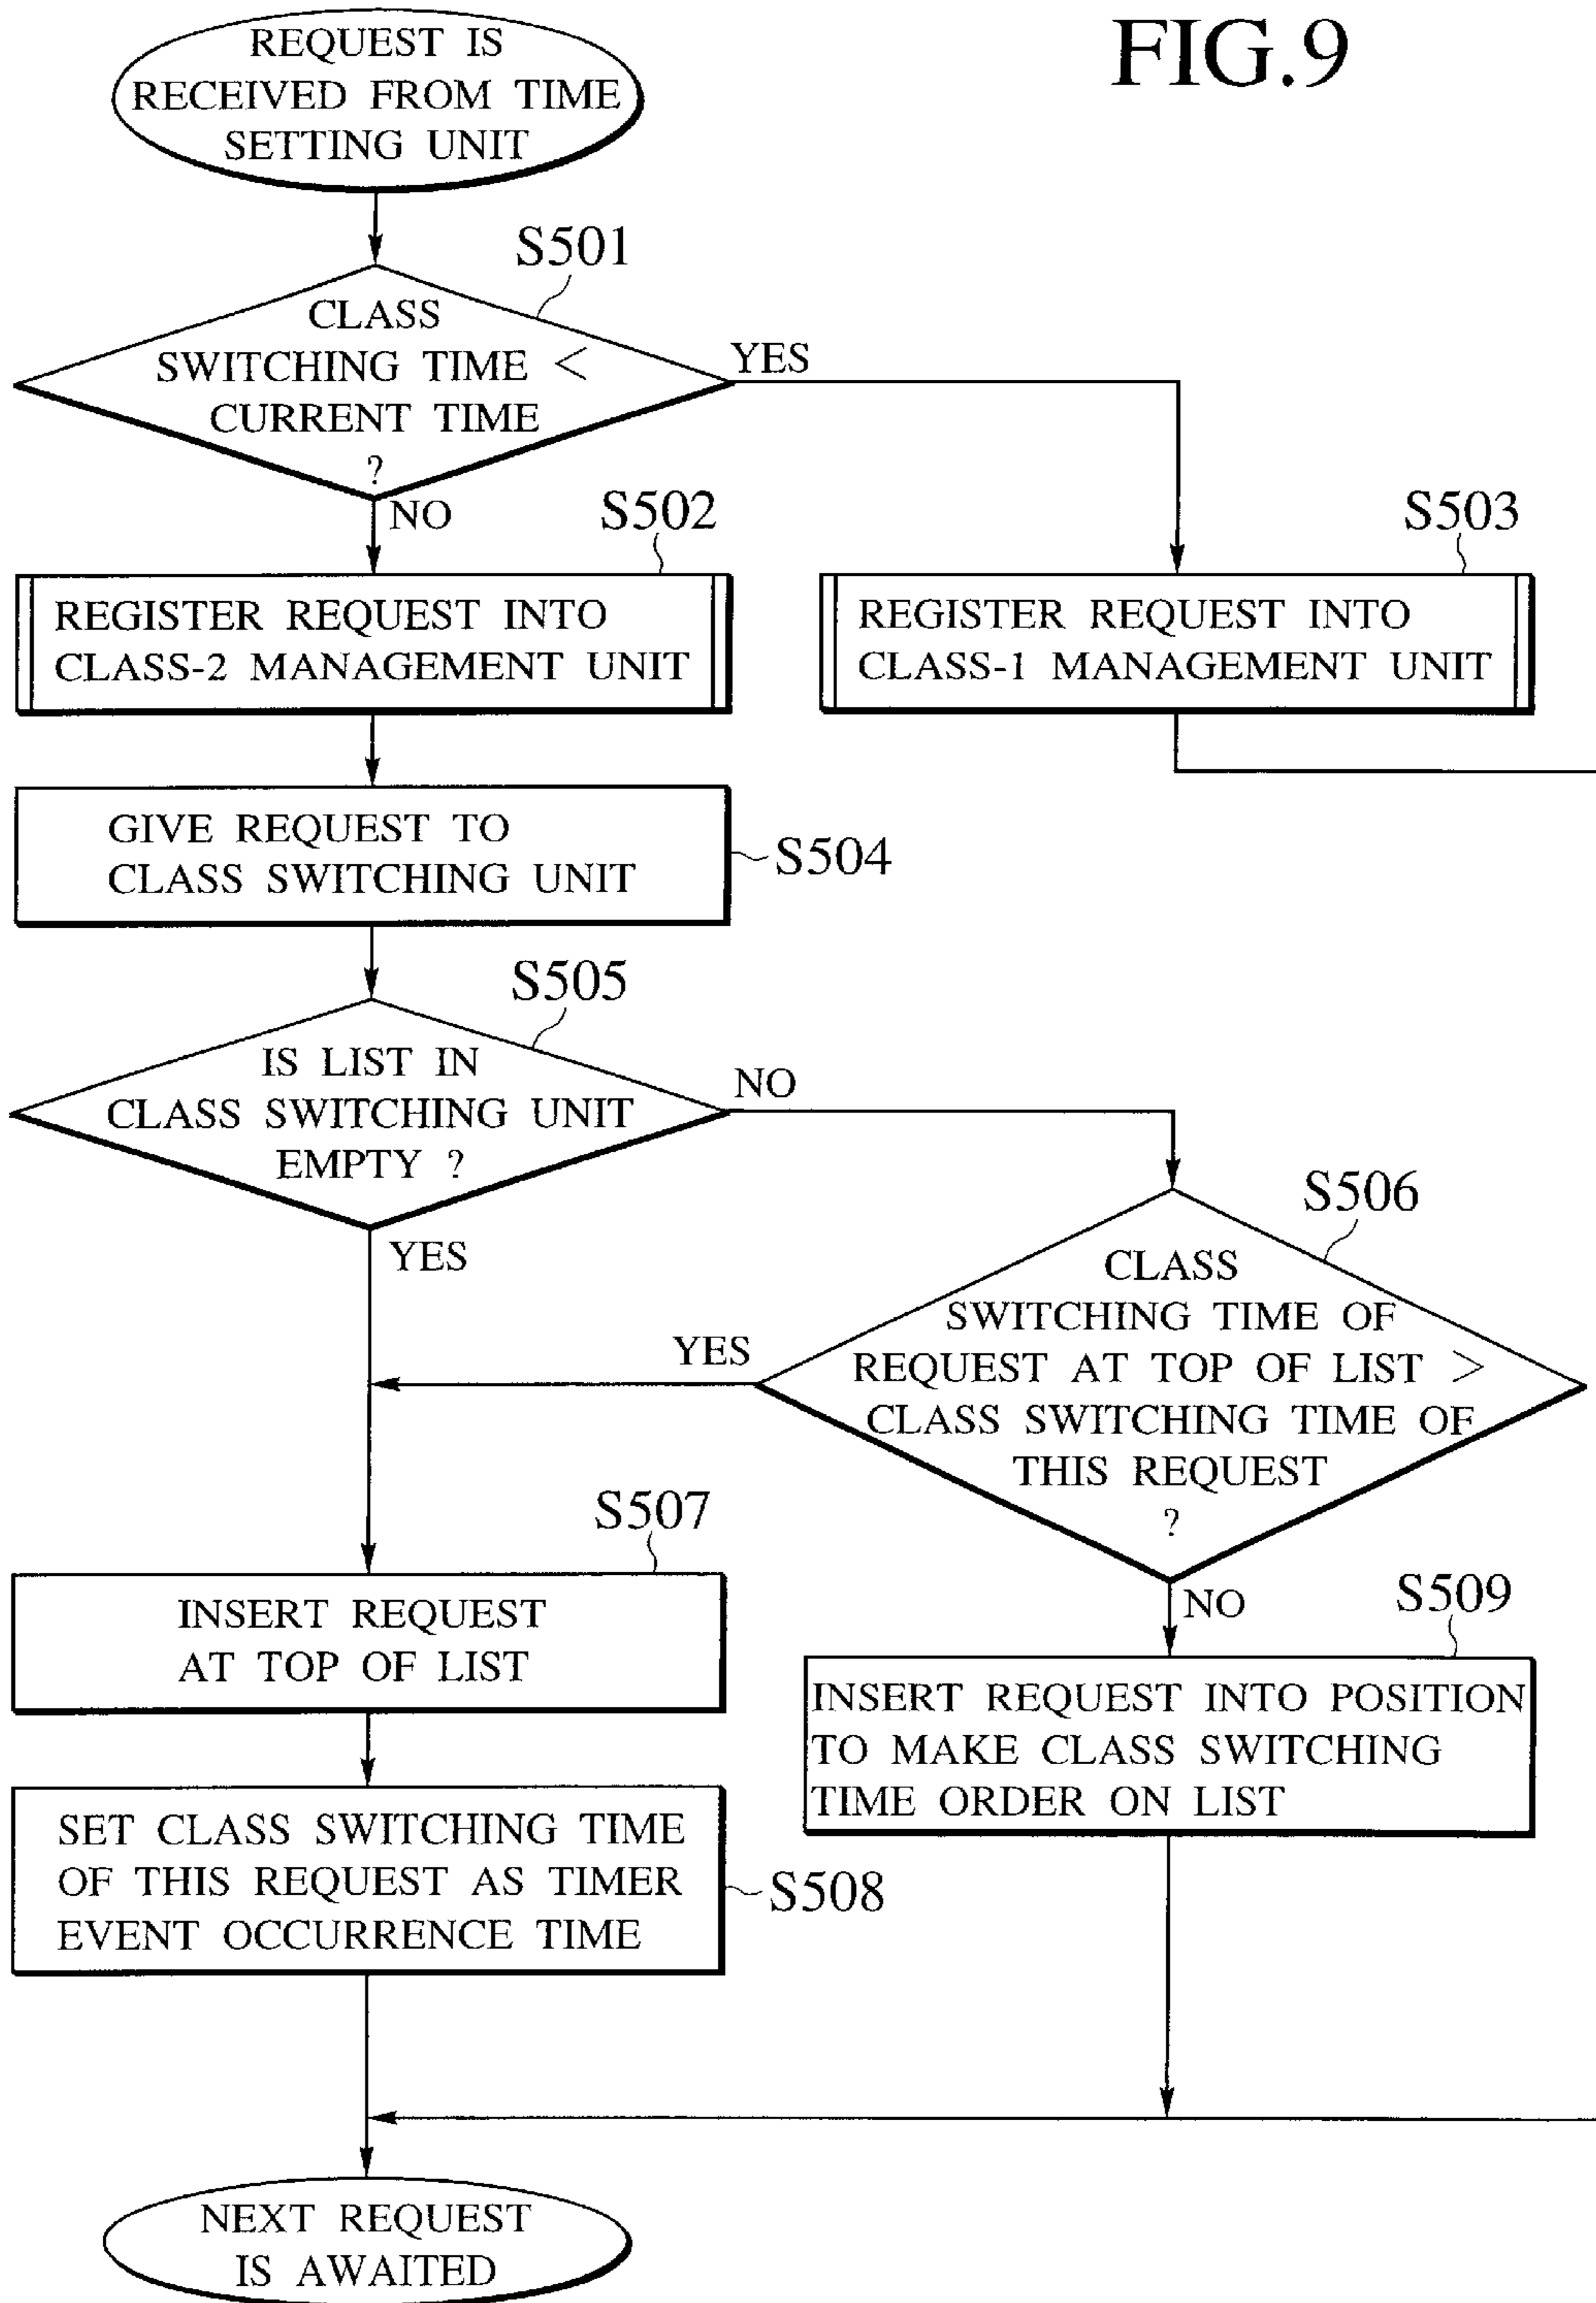 FIG.9
REQUEST IS
RECEIVED FROM TIME
SETTING UNIT
S501
CLASS
SWITCHING TIME <
CURRENT TIME
?
YES
NO
S502
REGISTER REQUEST INTO
CLASS-2 MANAGEMENT UNIT
S503
REGISTER REQUEST INTO
CLASS-1 MANAGEMENT UNIT
GIVE REQUEST TO
CLASS SWITCHING UNIT
S504
S505
IS LIST IN
CLASS SWITCHING UNIT
EMPTY ?
NO
YES
S506
CLASS
SWITCHING TIME OF
REQUEST AT TOP OF LIST >
CLASS SWITCHING TIME OF
THIS REQUEST
?
YES
NO
S507
INSERT REQUEST
AT TOP OF LIST
S509
INSERT REQUEST INTO POSITION
TO MAKE CLASS SWITCHING
TIME ORDER ON LIST
SET CLASS SWITCHING TIME
OF THIS REQUEST AS TIMER
EVENT OCCURRENCE TIME
S508
NEXT REQUEST
IS AWAITED